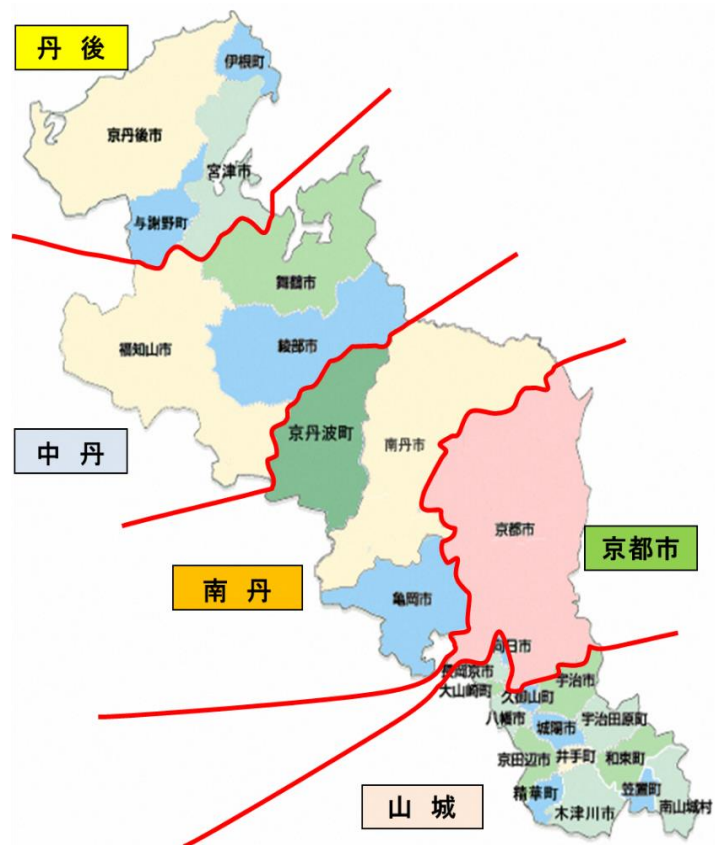 丹 後
伊根町
京丹後市
宮津市
与謝野町
舞鶴市
福知山市
綾部市
京丹波町
南丹市
中 丹
京都市
京都市
南 丹
亀岡市
向日市
長岡京市
大山崎町
宇治市
久御山町
八幡市
宇治田原町
城陽市
京田辺市
井手町
和束町
精華町
笠置町
木津川市
南山城村
山 城